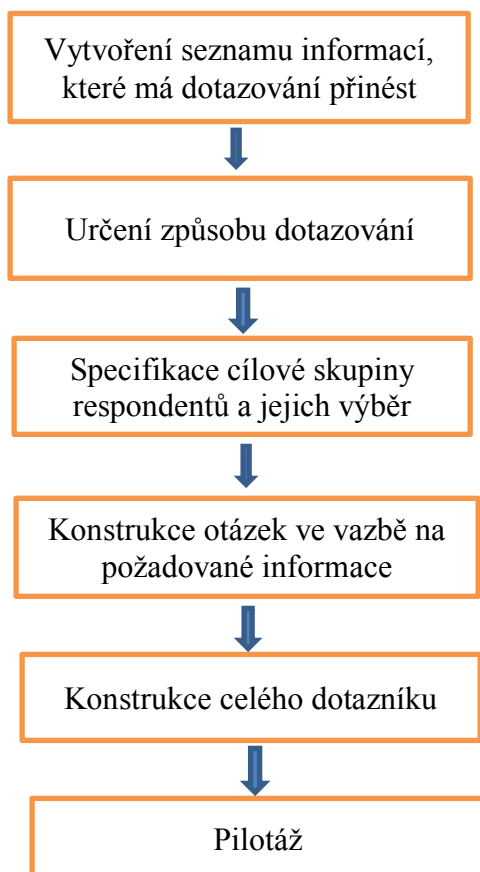 Vytvoření seznamu informací,
které má dotazování přinést
Určení způsobu dotazování
Specifikace cílové skupiny
respondentů a jejich výběr
Konstrukce otázek ve vazbě na
požadované informace
Konstrukce celého dotazníku
Pilotáž